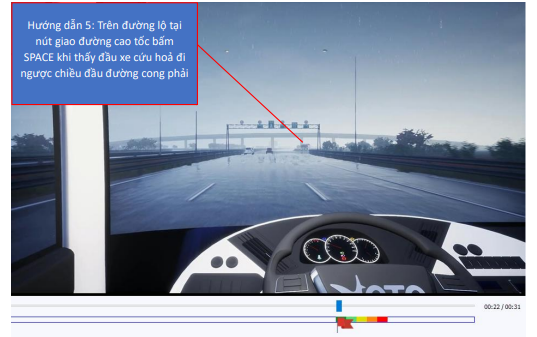 Hướng dẫn 5: Trên đường lộ tại
nút giao đường cao tốc bấm
SPACE khi thấy đầu xe cứu hoả đi
ngược chiều đầu đường cong phải
00:22 / 00:31